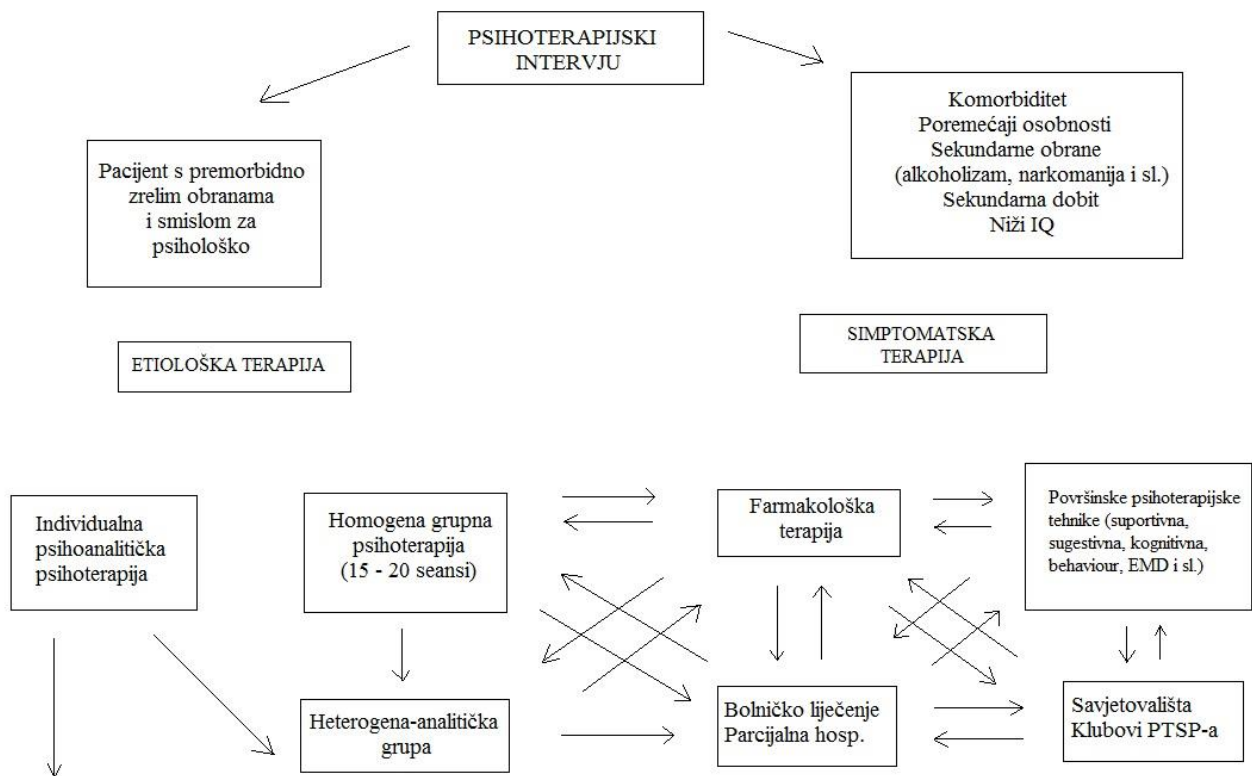 PSIHOTERAPIJSKI
INTERVJU
Pacijent s premorbidno
zrelim obranama
i smislom za
psihološko
Komorbiditet
Poremećaji osobnosti
Sekundarne obrane
(alkoholizam, narkomanija i sl.)
Sekundarna dobit
Niži IQ
ETIOLOŠKA TERAPIJA
SIMPTOMATSKA
TERAPIJA
Individualna
psihoanalitička
psihoterapija
Homogena grupna
psihoterapija
(15 - 20 seansi)
Farmakološka
terapija
Površinske psihoterapijske
tehnike (suportivna,
sugestivna, kognitivna,
behaviour, EMD i sl.)
Heterogena-analitička
grupa
Bolničko liječenje
Parcijalna hosp.
Savjetovališta
Klubovi PTSP-a